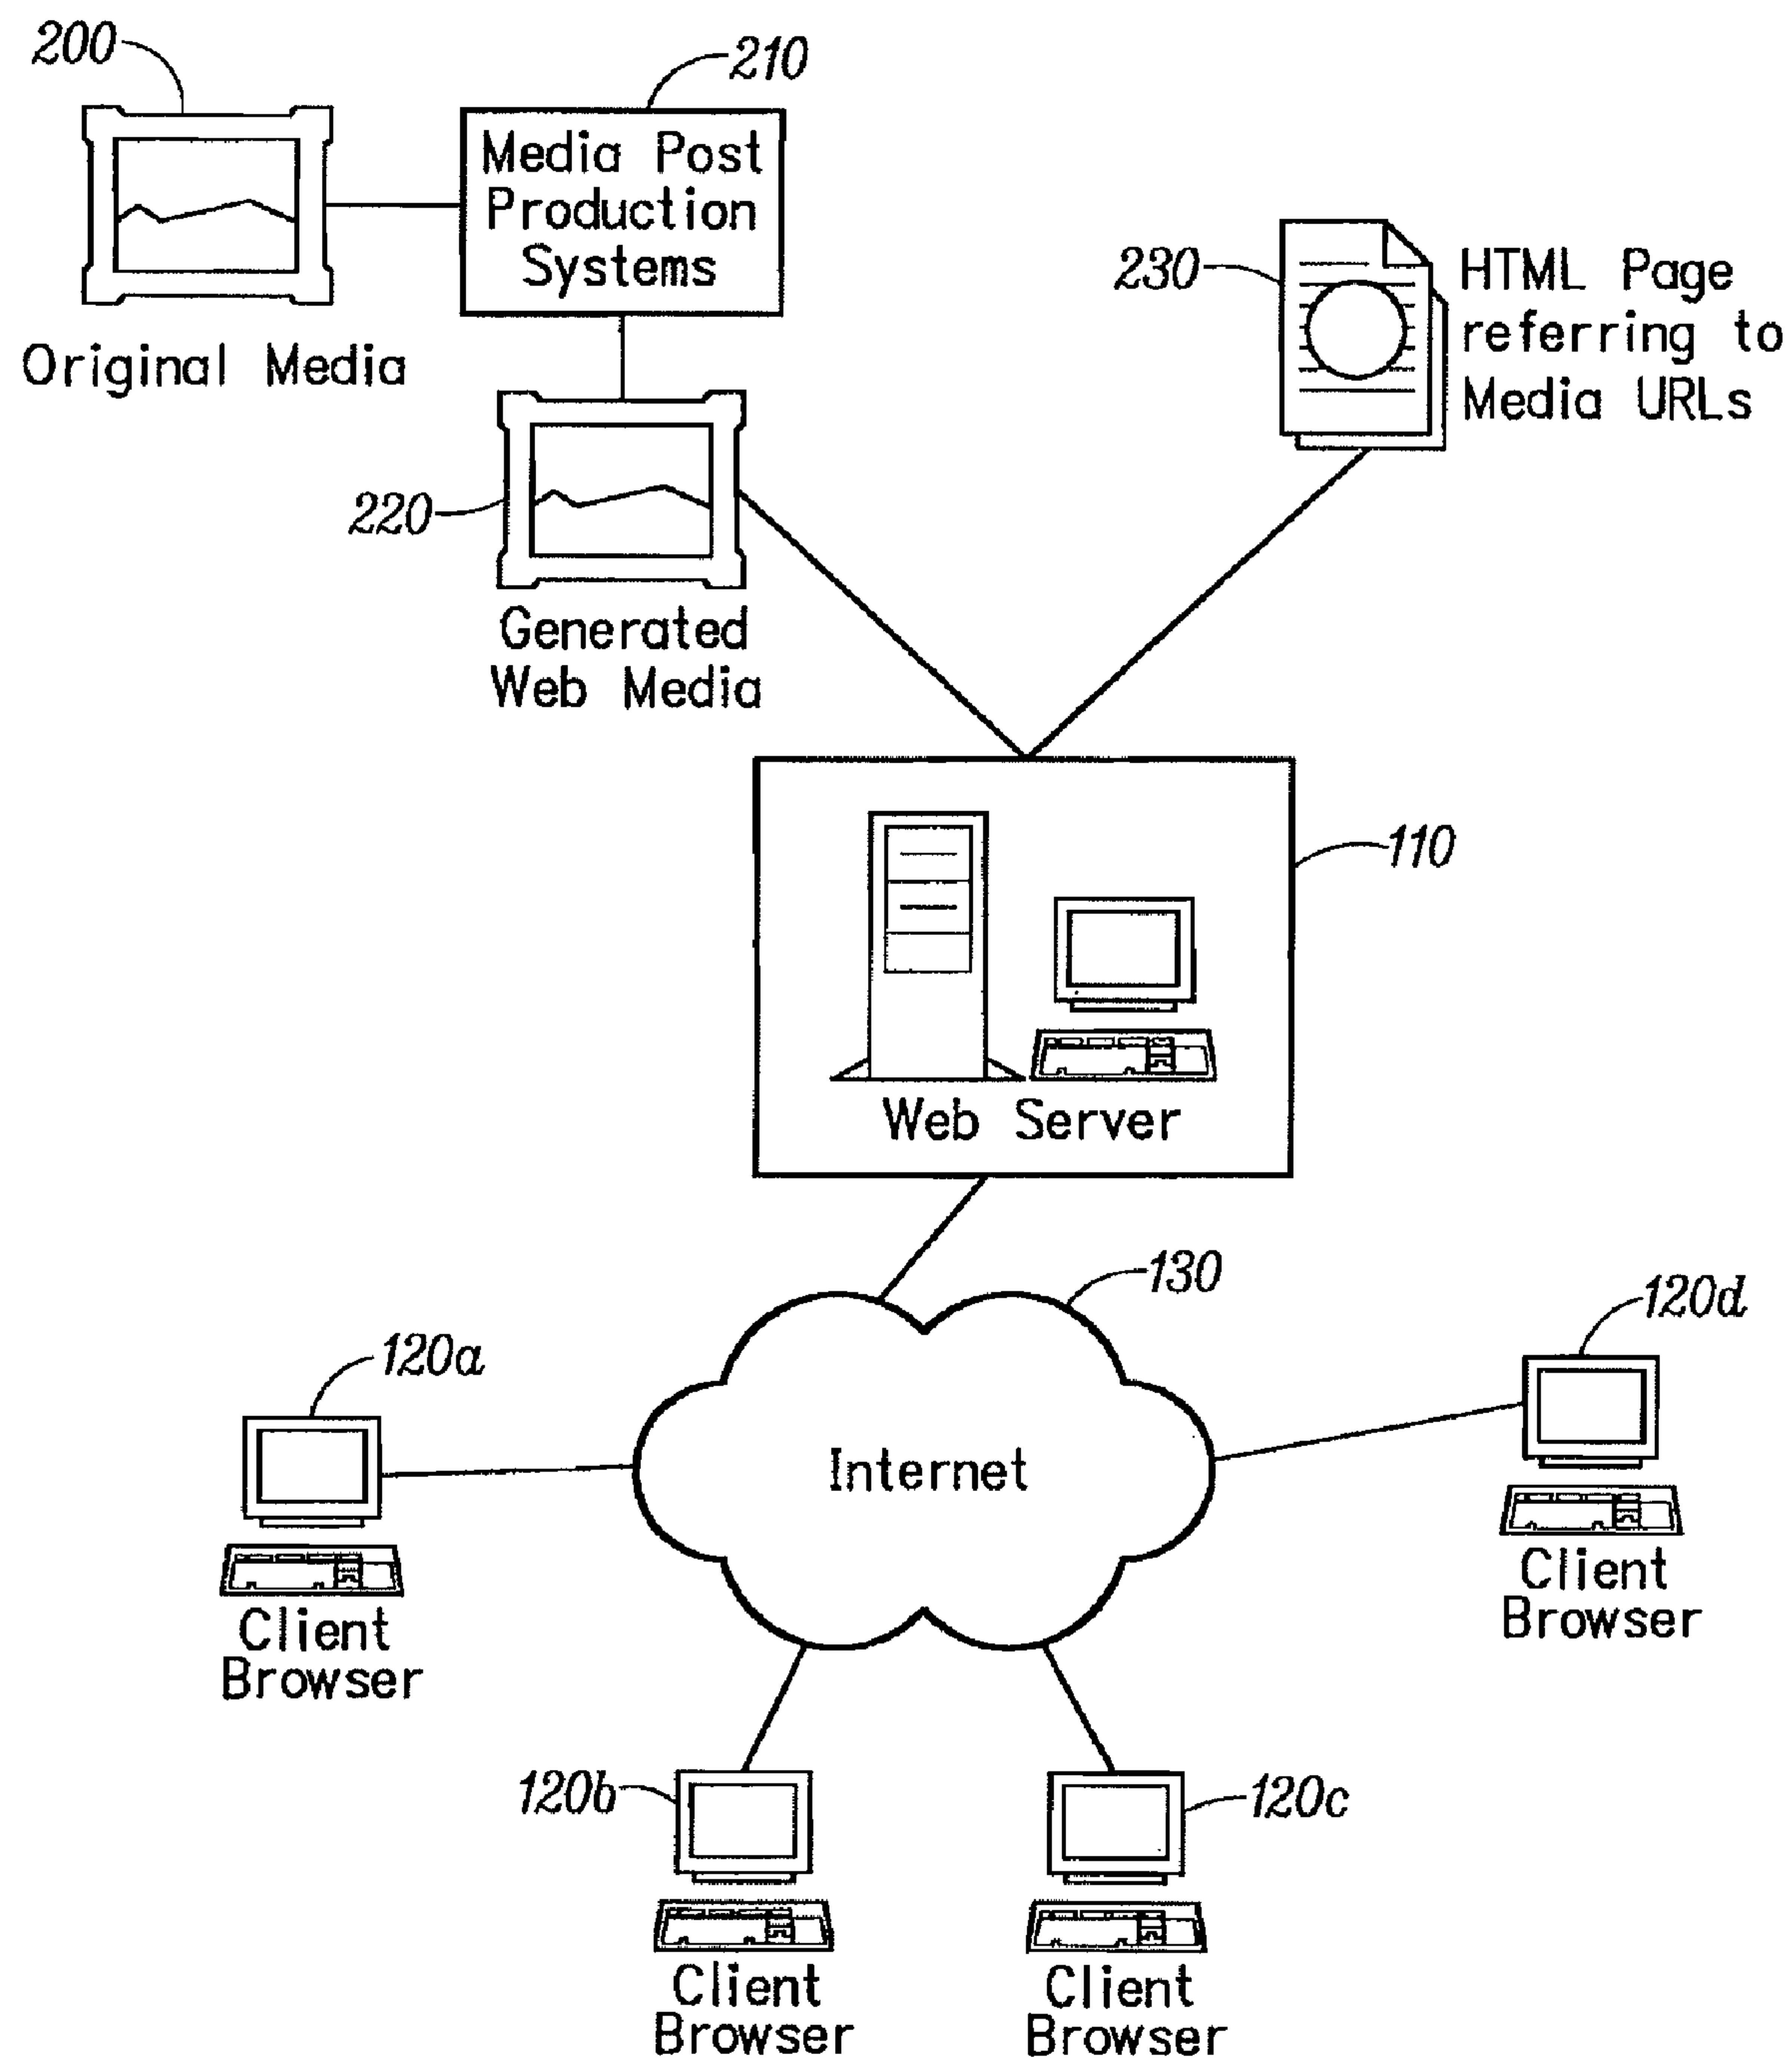 200
210
Media Post
Production
Systems
Original Media
230
HTML Page
referring to
Media URLs
220
Generated
Web Media
110
Web Server
130
120d
120a
Internet
Client
Browser
Client
Browser
120b
120c
Client
Browser
Client
Browser